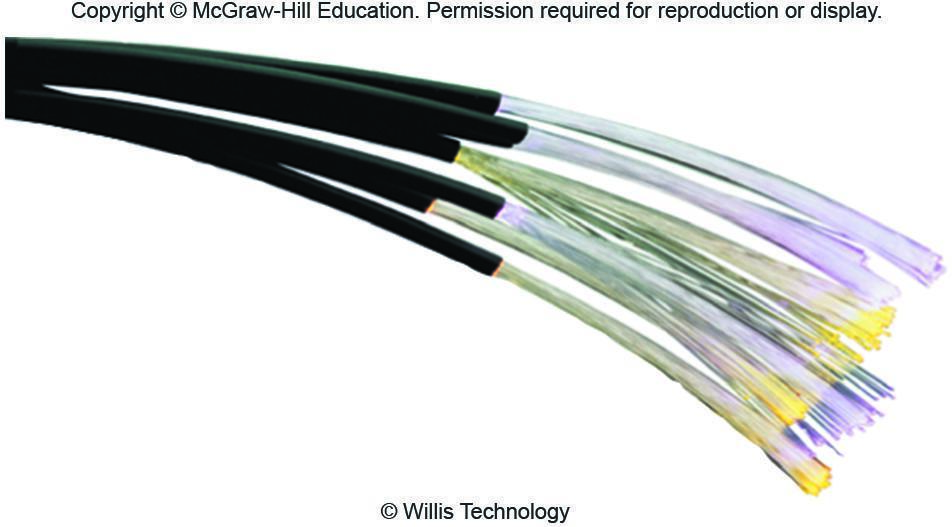 Copyright © McGraw-Hill Education. Permission required for reproduction or display.
© Willis Technology